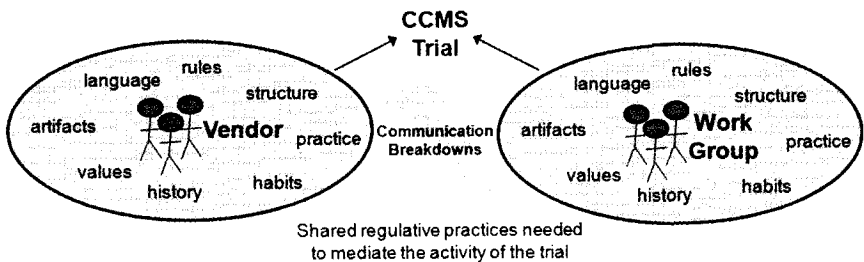 CCMS
Trial
language
rules
structure
artifacts
Vendor
practice
values
history
habits
Communication
Breakdowns
language
rules
structure
artifacts
Work
Group
practice
values
history
habits
Shared regulative practices needed
to mediate the activity of the trial